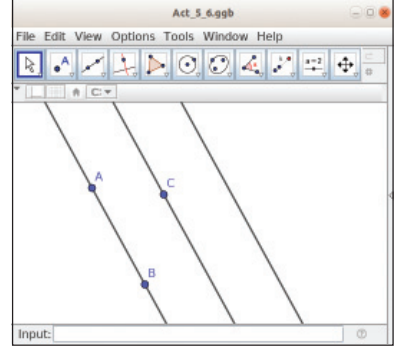 Act_5_6.ggb
File Edit View Options Tools Window Help
A
a=2
C:
A
C
B
Input: